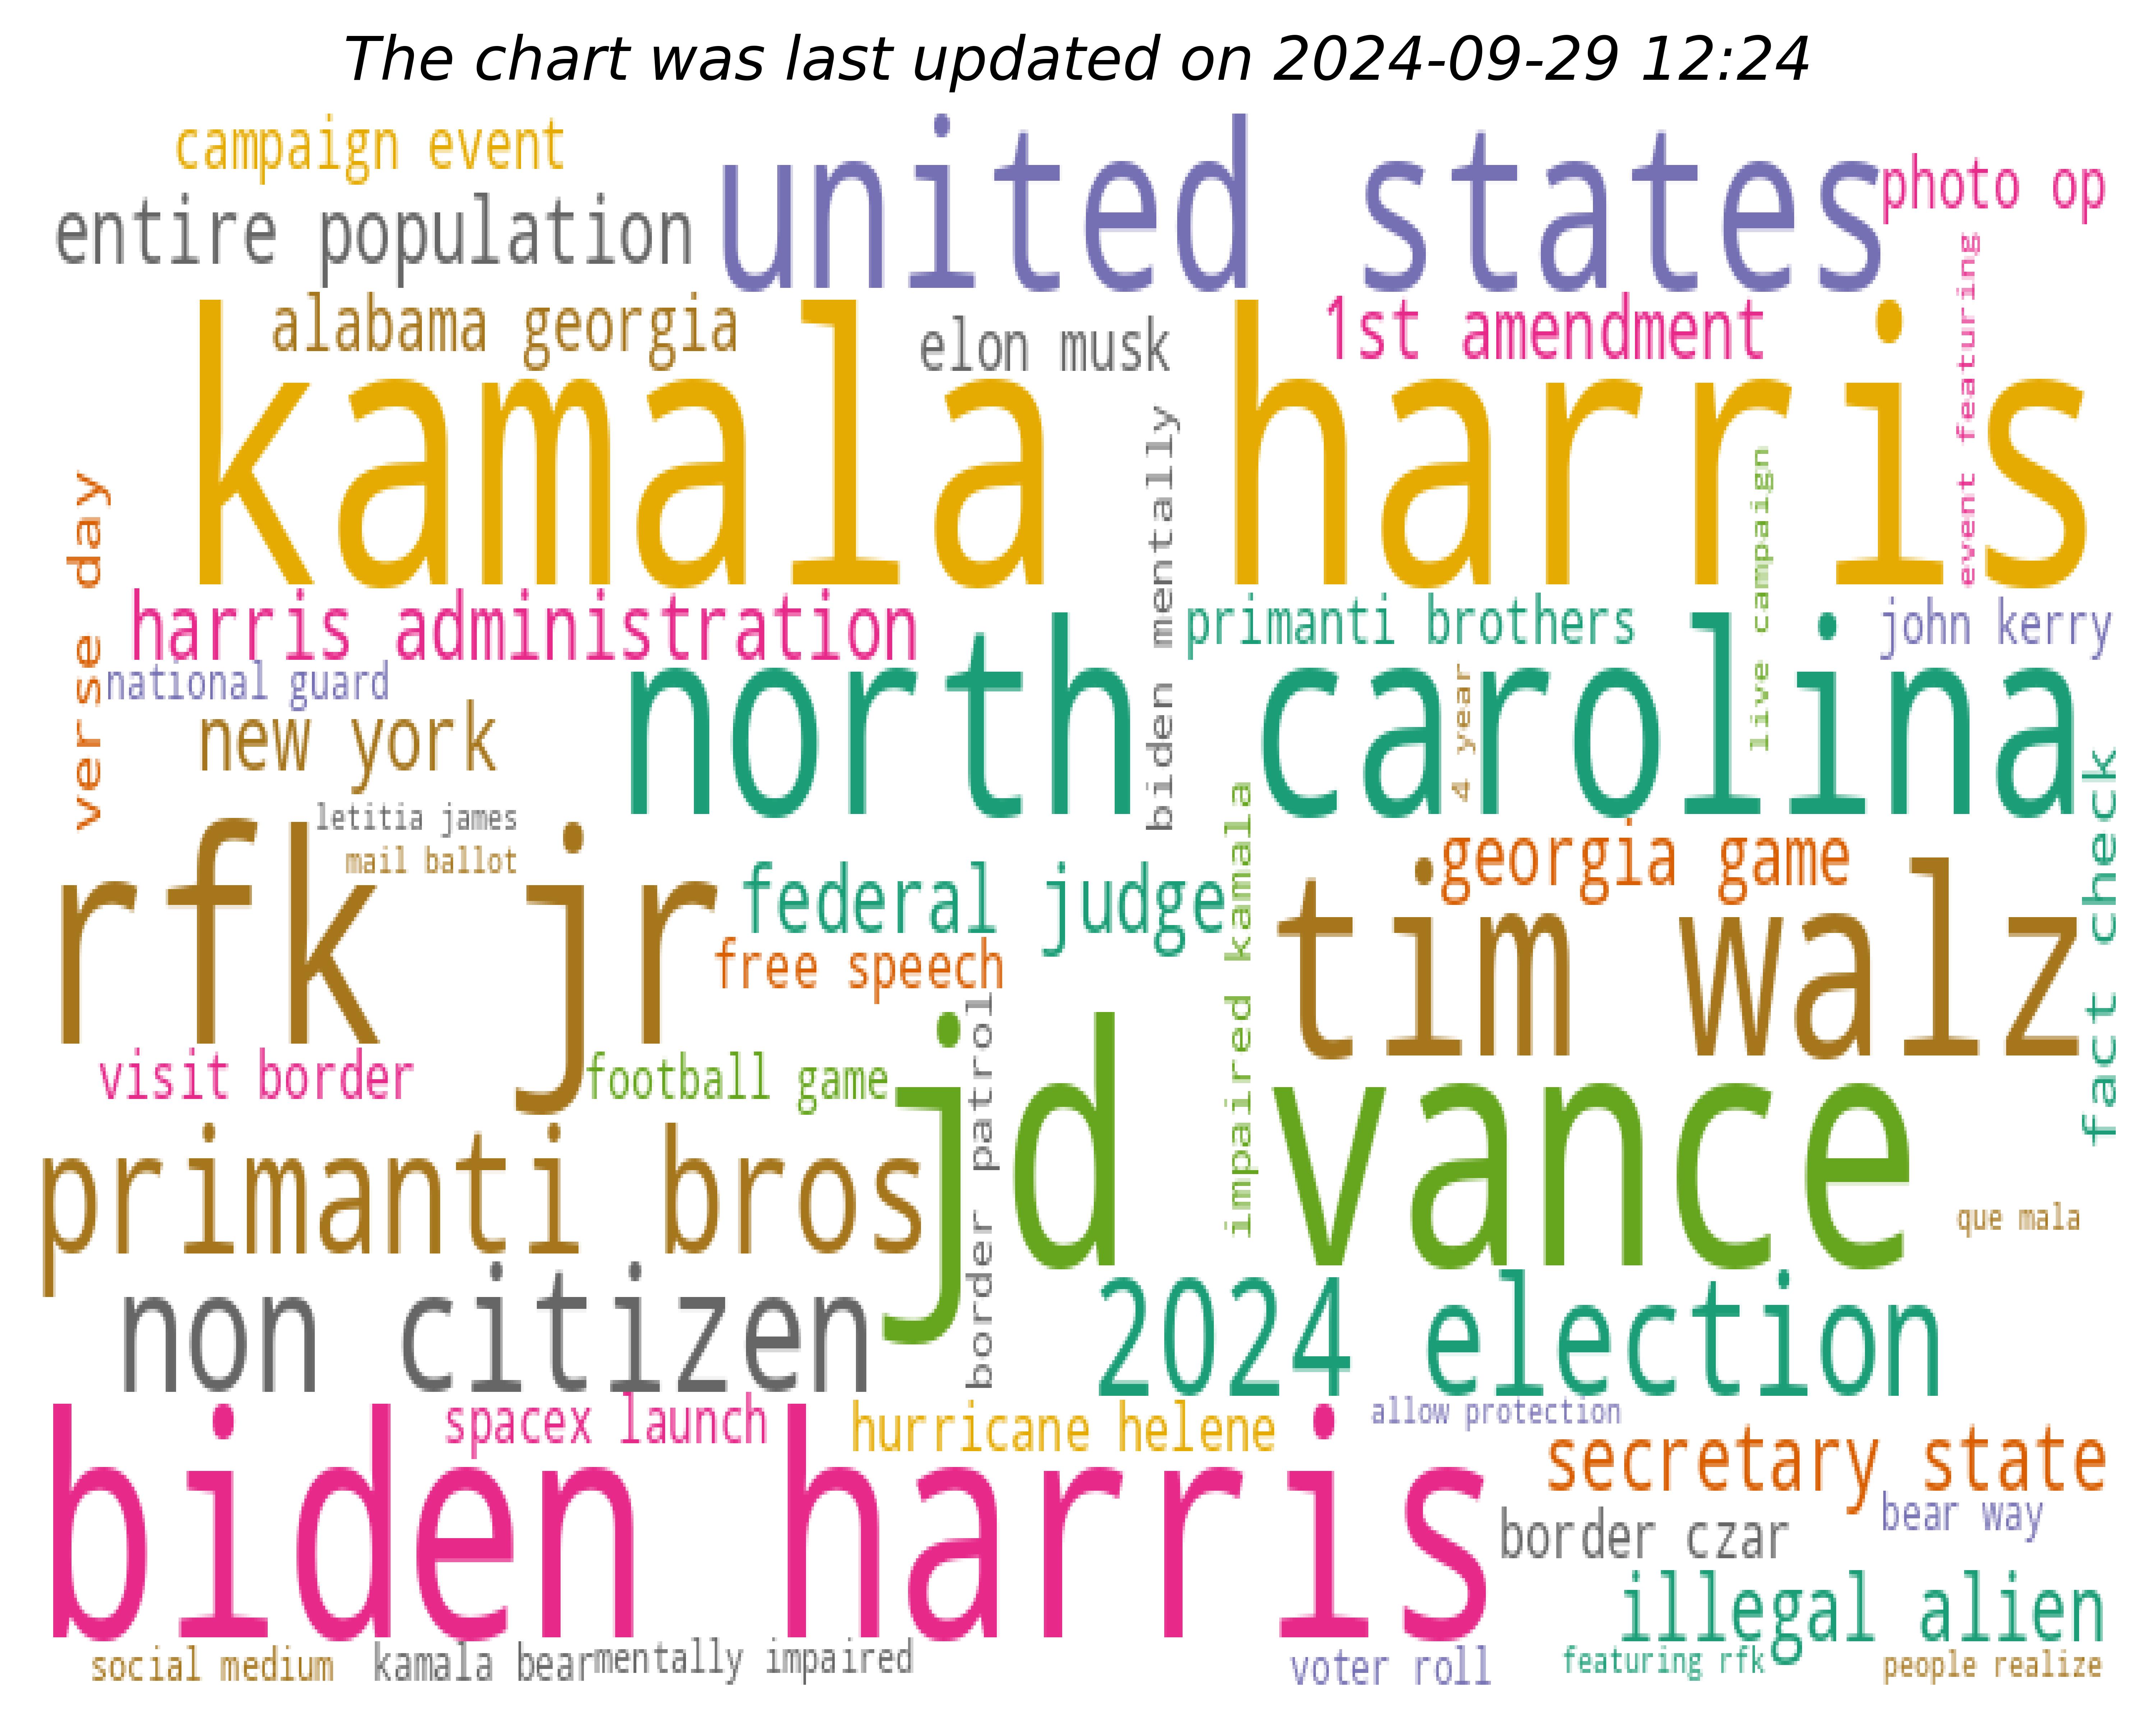 The chart was last updated on 2024-09-29 12:24
campaign event
united states
photo op
entire population
event featuring
alabama georgia
elon musk
1st amendment
kamala harris
biden mentally
live campaign
verse day
harris administration
primanti brothers
john kerry
national guard
north carolina
4 year
new york
fact check
letitia james
impaired kamala
rfk jr
mail ballot
georgia game
federal judge
tim walz
free speech
border patrol
visit border
football game
jd vance
primanti bros
que mala
non citizen
2024 election
spacex launch
hurricane helene
allow protection
biden harris
secretary state
bear way
border czar
illegal alien
social medium
kamala bear
mentally impaired
voter roll
featuring rfk
people realize